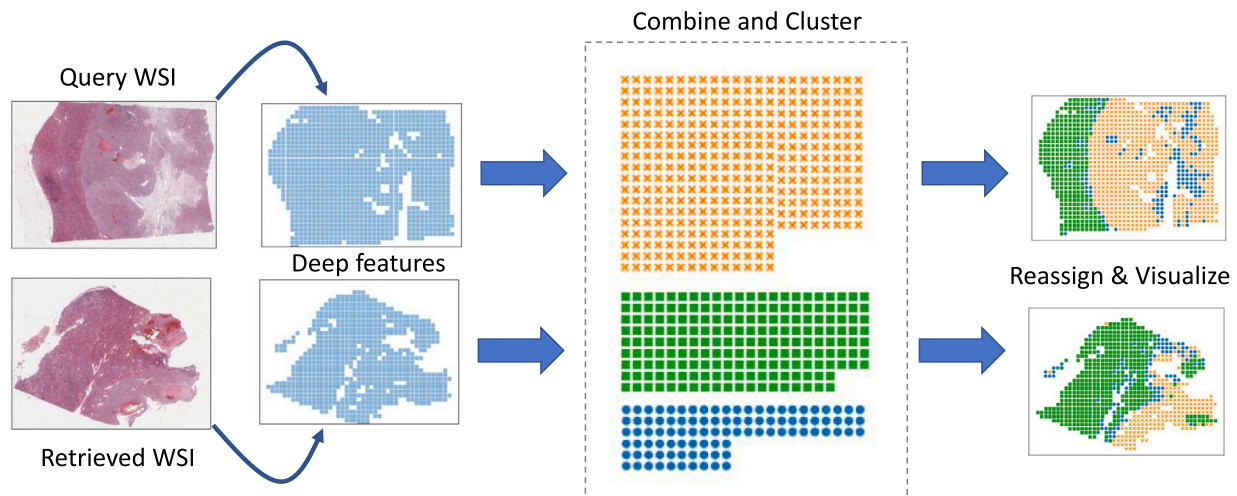 Combine and Cluster
Query WSI
Deep features
Reassign & Visualize
Retrieved WSI